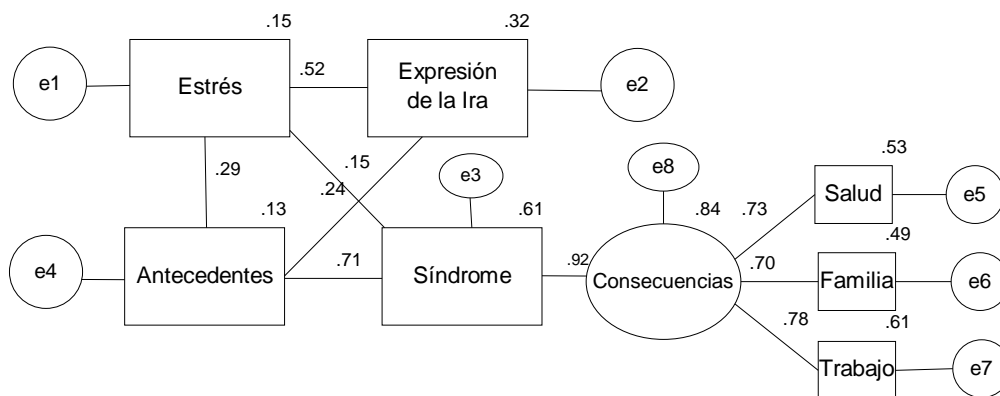 .15
.32
e1
Estrés
.52
Expresión
de la Ira
e2
.29
.15
.24
e3
e8
.53
Salud
e5
.13
.61
.84
.73
.49
e4
Antecedentes
.71
Síndrome
.92
Consecuencias
.70
Familia
e6
.78
.61
Trabajo
e7